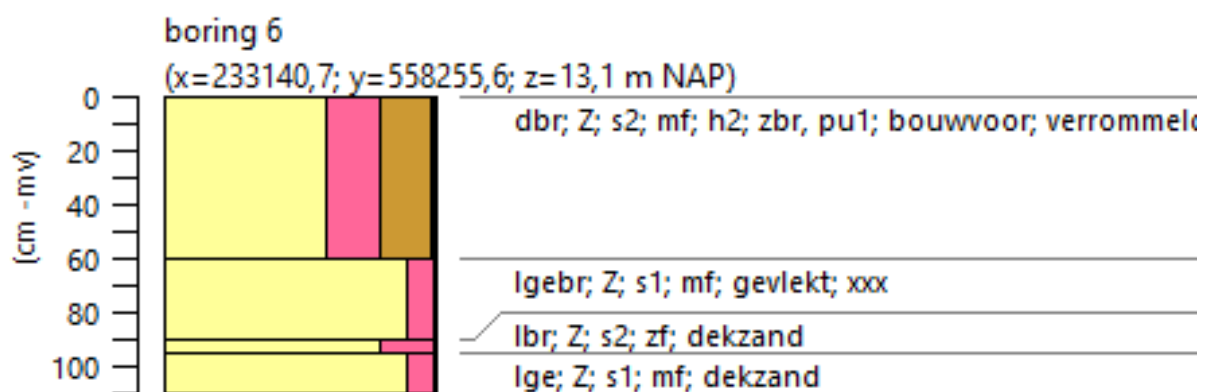 boring 6
(x=233140,7; y=558255,6; z=13,1 m NAP)
0
dbr; Z; s2; mf; h2; zbr, pu1; bouwvoor;
20
(cm -mv)
40
60
lgebr; Z; s1; mf; gevlekt; xxx
80
lbr; Z; s2; zf; dekzand
100
lge; Z; s1; mf; dekzand